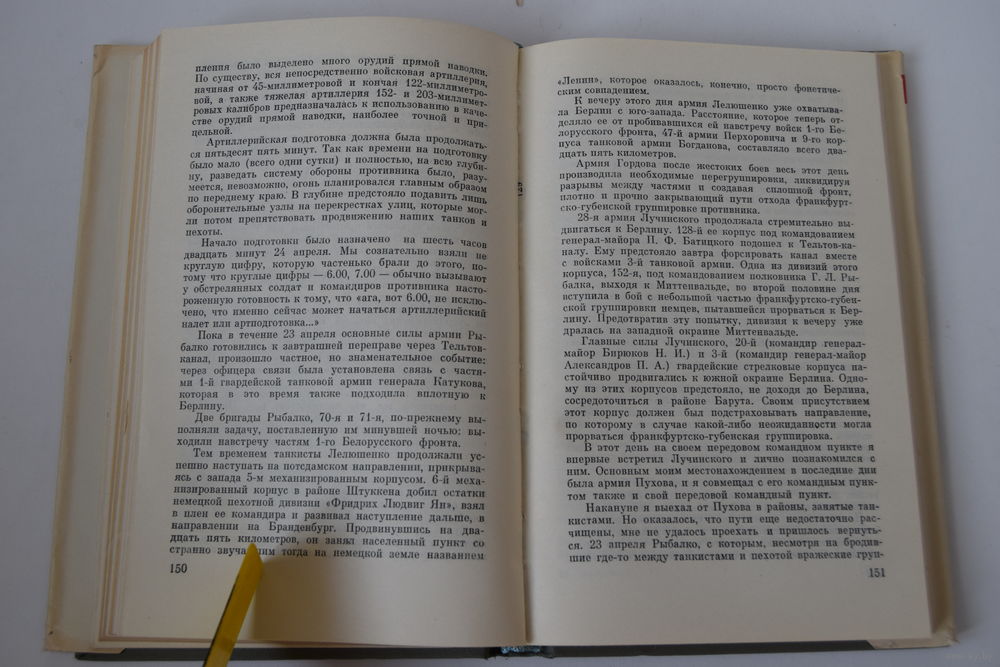 пления было выделено много орудий прямой наводки.
По существу, вся непосредственно войсковая артиллерия,
начиная от 45-миллиметровой и кончая 122-миллиметро-
вой, а также тяжелая артиллерия 152- и 203-миллимет-
ровых калибров предназначалась к использованию в каче-
стве орудий прямой наводки, наиболее точной и при-
цельной.
Артиллерийская подготовка должна была продолжать-
ся пятьдесят пять минут. Так как времени на подготовку
было мало (всего одни сутки) и полностью, на всю глуби-
ну, разведать систему обороны противника было, разу-
меется, невозможно, огонь планировался главным образом
по переднему краю. В глубине предстояло подавить лишь
оборонительные узлы на перекрестках улиц, которые мог-
ли потом препятствовать продвижению наших танков и
пехоты.
Начало подготовки было назначено на шесть часов
двадцать минут 24 апреля. Мы сознательно взяли не
круглую цифру, которую частенько брали до этого, по-
тому что круглые цифры — 6.00, 7.00 — обычно вызывают
у обстрелянных солдат и командиров противника насто-
роженную готовность к тому, что «ага, вот 6.00, не исклю-
чено, что именно сейчас может начаться артиллерийский
налет или артподготовка...»
Пока в течение 23 апреля основные силы армии Ры-
балко готовились к завтрашней переправе через Тельтов-
канал, произошло частное, но знаменательное событие:
через офицера связи была установлена связь с частя-
ми 1-й гвардейской танковой армии генерала Катукова,
которая в это время также подходила вплотную к
Берлину.
Две бригады Рыбалко, 70-я и 71-я, по-прежнему вы-
полняли задачу, поставленную им минувшей ночью: вы-
ходили навстречу частям 1-го Белорусского фронта.
Тем временем танкисты Лелюшенко продолжали ус-
пешно наступать на потсдамском направлении, прикрыва-
ясь с запада 5-м механизированным корпусом. 6-й меха-
низированный корпус в районе Штуккена добил остатки
немецкой пехотной дивизии «Фридрих Людвиг Ян», взял
в плен ее командира и развивал наступление дальше, в
направлении на Бранденбург. Продвинувшись на два-
дцать пять километров, он занял населенный пункт со
странно звучащим тогда на немецкой земле названием
150
«Ленин», которое оказалось, конечно, просто фонетиче-
ским совпадением.
К вечеру этого дня армия Лелюшенко уже охватыва-
ла Берлин с юго-запада. Расстояние, которое теперь от-
деляло ее от пробивавшихся ей навстречу войск 1-го Бе-
лорусского фронта, 47-й армии Перхоровича и 9-го кор-
пуса танковой армии Богданова, составляло всего два-
дцать пять километров.
Армия Гордова после жестоких боев весь этот день
производила необходимые перегруппировки, ликвидируя
разрывы между частями и создавая сплошной фронт,
плотно и прочно закрывающий пути отхода франкфурт-
ско-губенской группировке противника.
28-я армия Лучинского продолжала стремительно вы-
двигаться к Берлину. 128-й ее корпус под командованием
генерал-майора П. Ф. Батицкого подошел к Тельтов-ка-
налу. Ему предстояло завтра форсировать канал вместе
с войсками 3-й танковой армии. Одна из дивизий этого
корпуса, 152-я, под командованием полковника Г. Л. Ры-
балка, выходя к Миттенвальде, во второй половине дня
вступила в бой с небольшой частью франкфуртско-губен-
ской группировки немцев, пытавшейся прорваться к Бер-
лину. Предотвратив эту попытку, дивизия к вечеру уже
дралась на западной окраине Миттенвальде.
Главные силы Лучинского, 20-й (командир генерал-
майор Бирюков Н. И.) и 3-й (командир генерал-майор
Александров П. А.) гвардейские стрелковые корпуса на-
стойчиво продвигались к южной окраине Берлина. Одно-
му из этих корпусов предстояло, не доходя до Берлина,
сосредоточиться в районе Барута. Своим присутствием
этот корпус должен был подстраховывать направление,
по которому в случае какой-либо неожиданности могла
прорваться франкфуртско-губенская группировка.
В этот день на своем передовом командном пункте я
впервые встретил Лучинского и лично познакомился с
ним. Основным моим местонахождением в последние дни
была армия Пухова, и я совмещал с его командным пунк-
том также и свой передовой командный пункт.
Накануне я выехал от Пухова в районы, занятые тан-
кистами. Но оказалось, что пути еще недостаточно рас-
чищены, мне не удалось проехать и пришлось вернуть-
ся. 23 апреля Рыбалко, с которым, несмотря на бродив-
шие где-то между танкистами и пехотой вражеские груп-
151